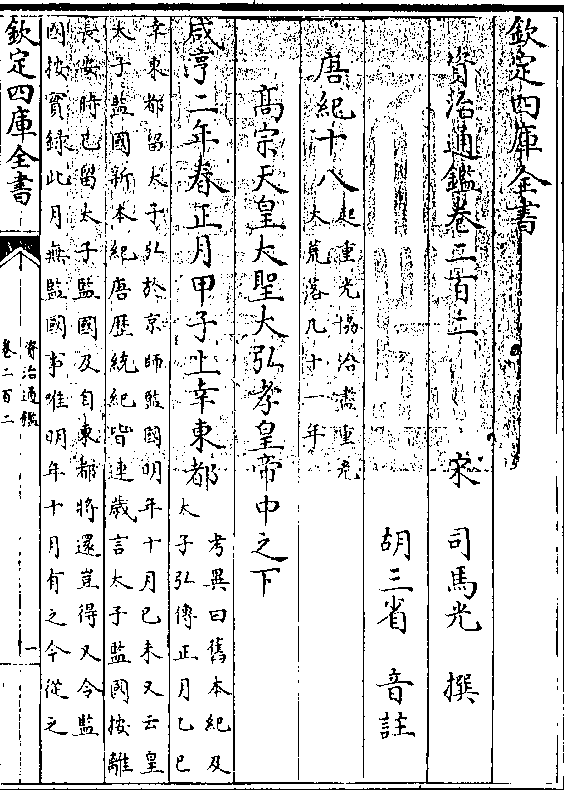 欽定四庫全書
資治通鑑卷二百二　宋　司馬光　撰
胡三省　音註
唐紀十八
起重光協洽盡重光
大荒落凡十一年
高宗天皇大聖大弘孝皇帝中之下
咸亨二年春正月甲子上幸東都
考異曰舊本紀及
太子弘傳正月乙巳
幸東都留太子弘於京師監國明年十月己未又云皇
太子監國新本紀唐歷統紀皆連歲言太子監國按離
長安時已留太子監國及自東都將還豈得又令監
國按實錄此月無監國事唯明年十月有之今從之
欽定四庫全書
資治通鑑
卷二百二
一